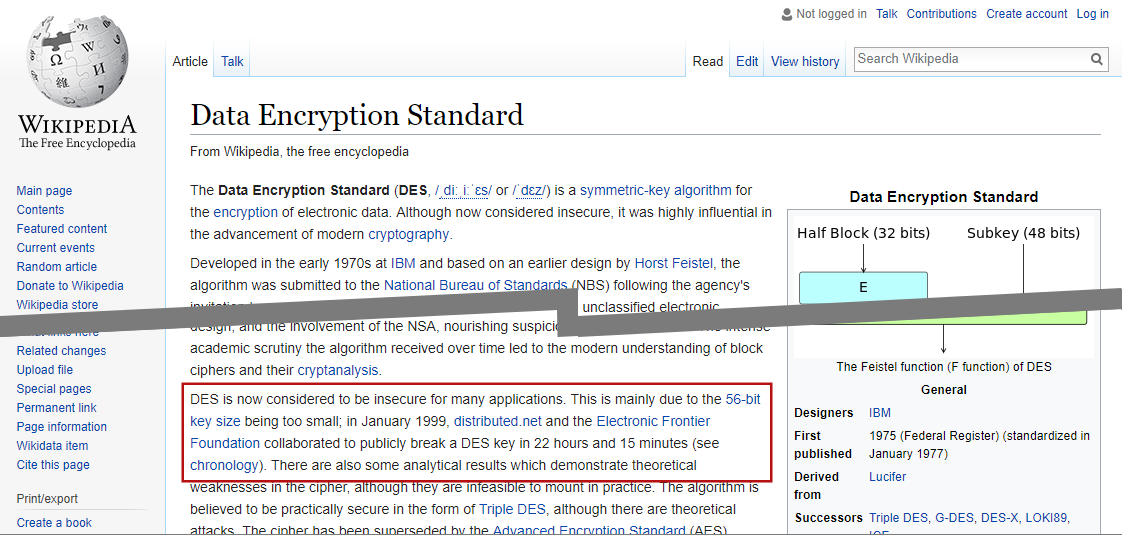 Not logged in Talk Contributions Create account Log in
Article Talk Read Edit View history Search Wikipedia
WIKIPEDIA
The Free Encyclopedia
Main page
Contents
Featured content
Current events
Random article
Donate to Wikipedia
Wikipedia store
Related changes
Upload file
Special pages
Permanent link
Page information
Wikidata item
Cite this page
Print/export
Create a book
Data Encryption Standard
From Wikipedia, the free encyclopedia
The Data Encryption Standard (DES, /ˌdiːˌiːˈɛs/ or /ˈdɛz/) is a symmetric-key algorithm for
the encryption of electronic data. Although now considered insecure, it was highly influential in
the advancement of modern cryptography.
Developed in the early 1970s at IBM and based on an earlier design by Horst Feistel, the
algorithm was submitted to the National Bureau of Standards (NBS) following the agency's
unclassified electronic
design, and the involvement of the NSA, nourishing
academic scrutiny the algorithm received over time led to the modern understanding of block
ciphers and their cryptanalysis.
DES is now considered to be insecure for many applications. This is mainly due to the 56-bit
key size being too small; in January 1999, distributed.net and the Electronic Frontier
Foundation collaborated to publicly break a DES key in 22 hours and 15 minutes (see
chronology). There are also some analytical results which demonstrate theoretical
weaknesses in the cipher, although they are infeasible to mount in practice. The algorithm is
believed to be practically secure in the form of Triple DES, although there are theoretical
attacks. The cipher has been superseded by the Advanced Encryption Standard (AES).
Data Encryption Standard
Half Block (32 bits) Subkey (48 bits)
E
The Feistel function (F function) of DES
General
Designers IBM
First published 1975 (Federal Register) (standardized in
January 1977)
Derived from Lucifer
Successors Triple DES, G-DES, DES-X, LOKI89,